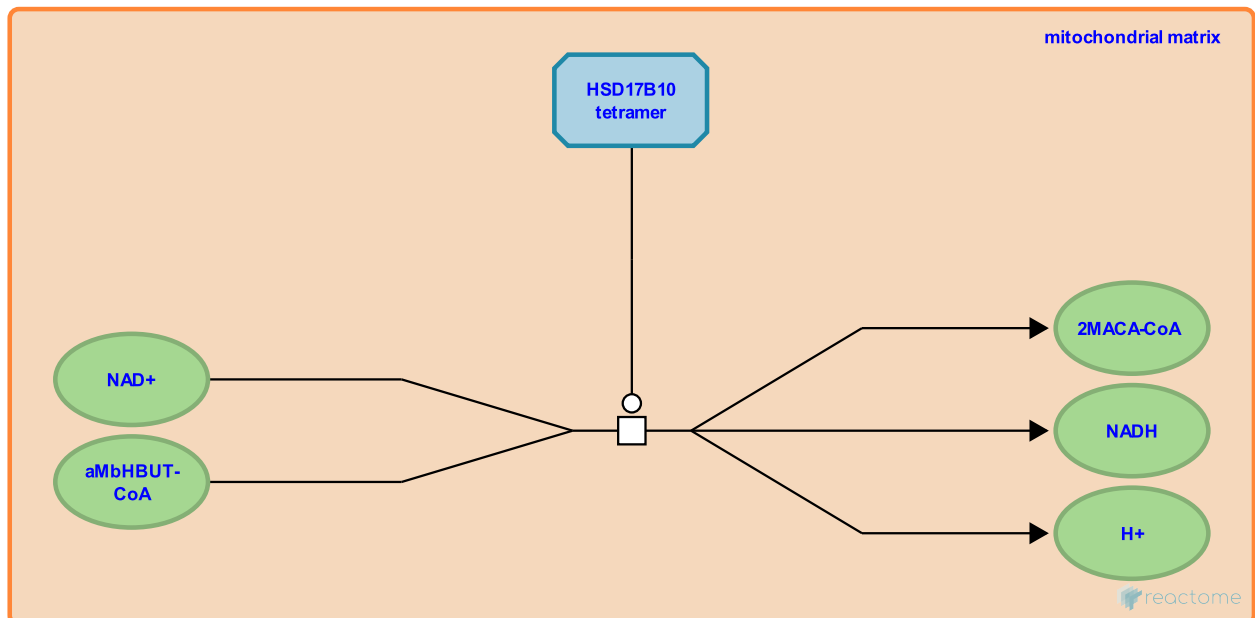 mitochondrial matrix
HSD17B10
tetramer
NAD+
aMbHBUT-
CoA
2MACA-CoA
NADH
H+
reactome